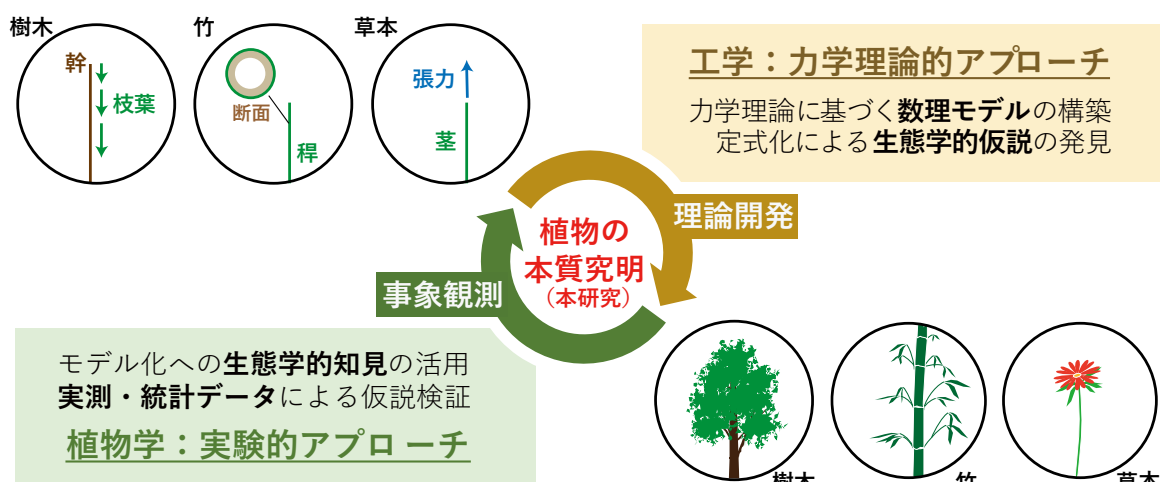 樹木
竹
草本
幹
枝葉
断面
稈
張力
茎
工学：力学理論的アプローチ
力学理論に基づく数理モデルの構築
定式化による生態学的仮説の発見
理論開発
植物の
本質究明
（本研究）
事象観測
モデル化への生態学的知見の活用
実測・統計データによる仮説検証
植物学：実験的アプローチ
樹木
竹
草本